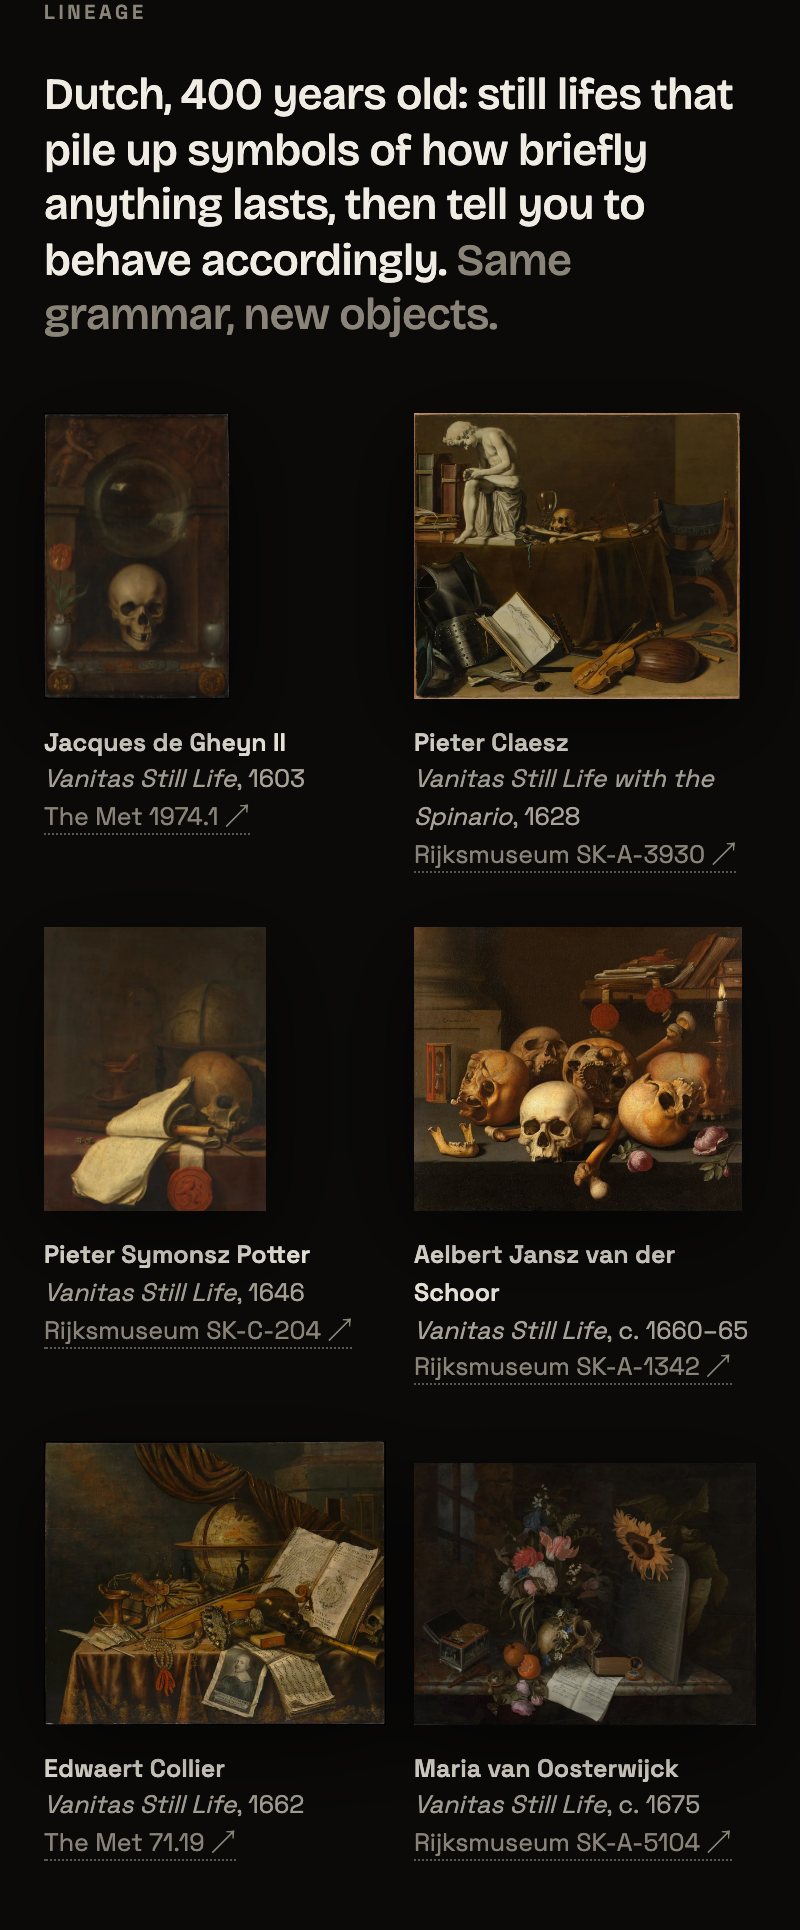 LINEAGE
Dutch, 400 years old: still lifes that
pile up symbols of how briefly
anything lasts, then tell you to
behave accordingly. Same
grammar, new objects.
Jacques de Gheyn II
Vanitas Still Life, 1603
The Met 1974.1 ↗
Pieter Claesz
Vanitas Still Life with the
Spinario, 1628
Rijksmuseum SK-A-3930 ↗
Pieter Symonsz Potter
Vanitas Still Life, 1646
Rijksmuseum SK-C-204 ↗
Aelbert Jansz van der
Schoor
Vanitas Still Life, c. 1660–65
Rijksmuseum SK-A-1342 ↗
Edwaert Collier
Vanitas Still Life, 1662
The Met 71.19 ↗
Maria van Oosterwijck
Vanitas Still Life, c. 1675
Rijksmuseum SK-A-5104 ↗